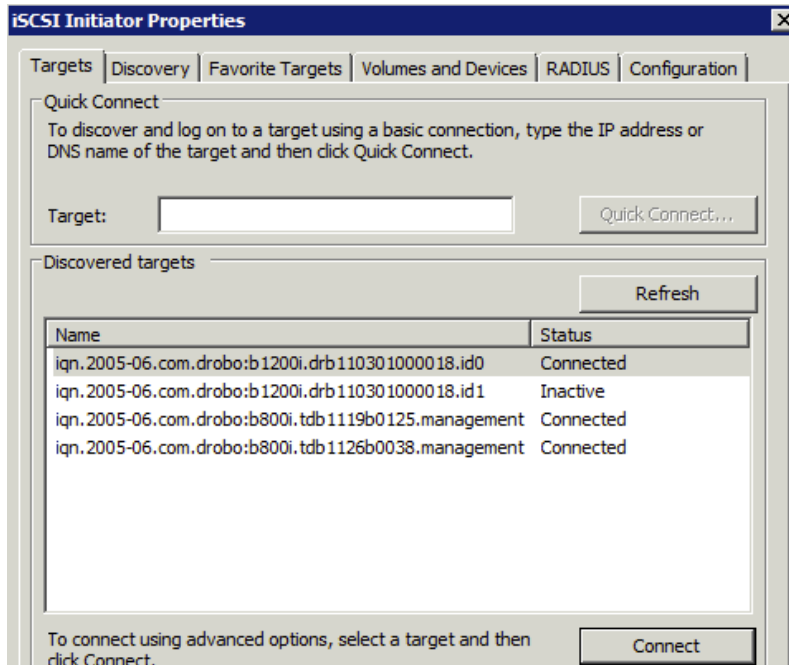 iSCSI Initiator Properties
Targets Discovery Favorite Targets Volumes and Devices RADIUS Configuration
Quick Connect
To discover and log on to a target using a basic connection, type the IP address or
DNS name of the target and then click Quick Connect.
Target: Quick Connect...
Discovered targets
Refresh
Name Status
iqn.2005-06.com.drobo:b1200i.drb110301000018.id0 Connected
iqn.2005-06.com.drobo:b1200i.drb110301000018.id1 Inactive
iqn.2005-06.com.drobo:b800i.tdb1119b0125.management Connected
iqn.2005-06.com.drobo:b800i.tdb1126b0038.management Connected
To connect using advanced options, select a target and then
click Connect.
Connect